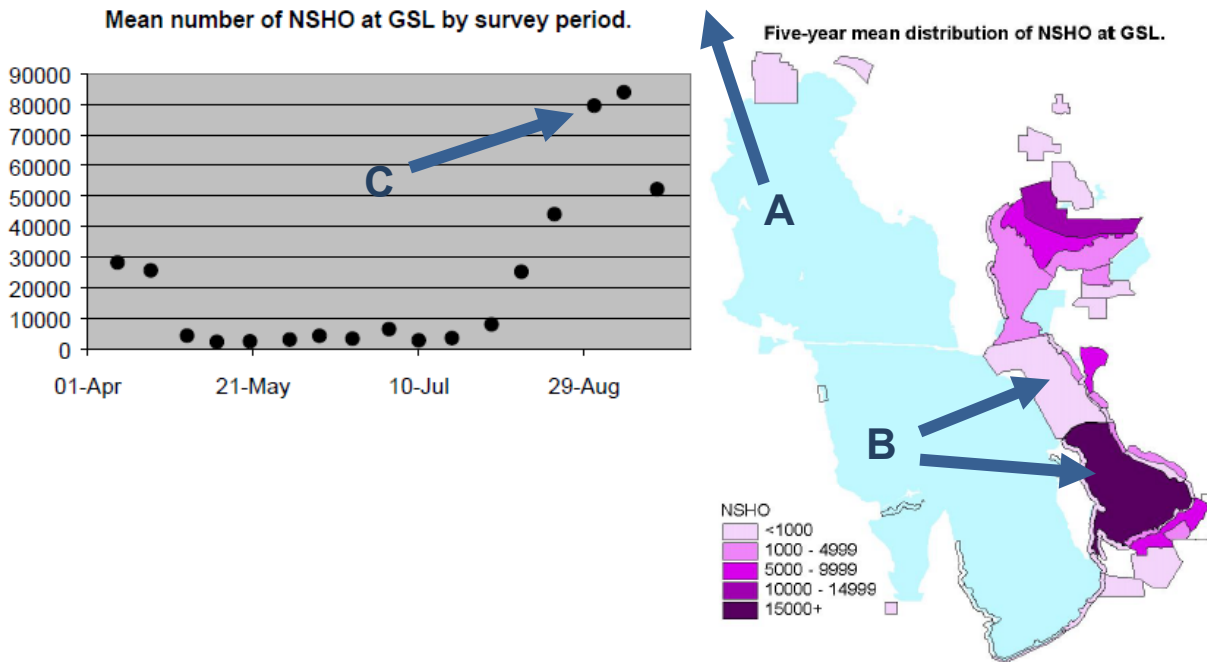 Mean number of NSHO at GSL by survey period.
90000
80000
70000
60000
50000
40000
30000
20000
10000
0
01-Apr
21-May
10-Jul
29-Aug
C
Five-year mean distribution of NSHO at GSL.
A
B
NSHO
<1000
1000 - 4999
5000 - 9999
10000 - 14999
15000+